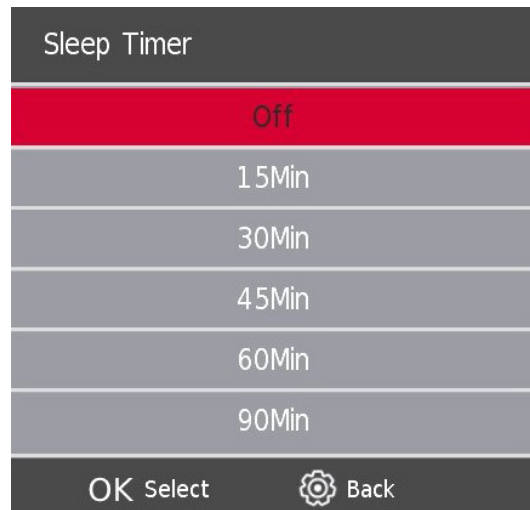 Sleep Timer
Off
15Min
30Min
45Min
60Min
90Min
OK Select Back